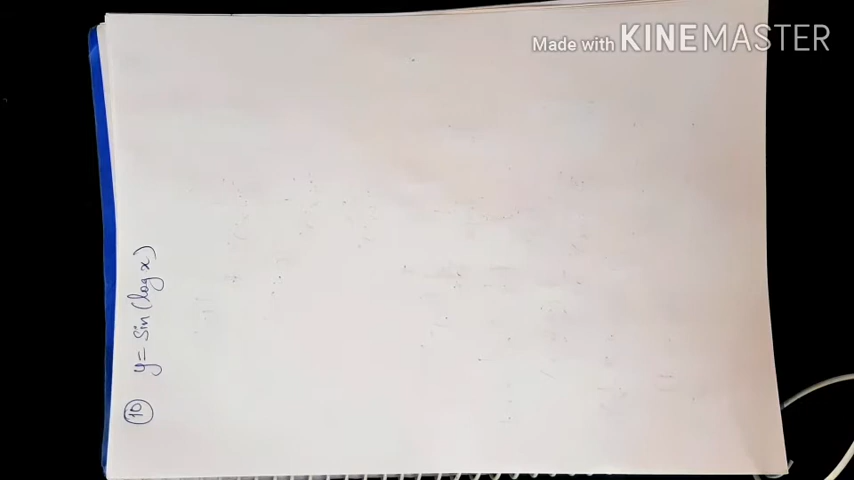 Made with KINEMASTER
(10) y = Sin (log x)